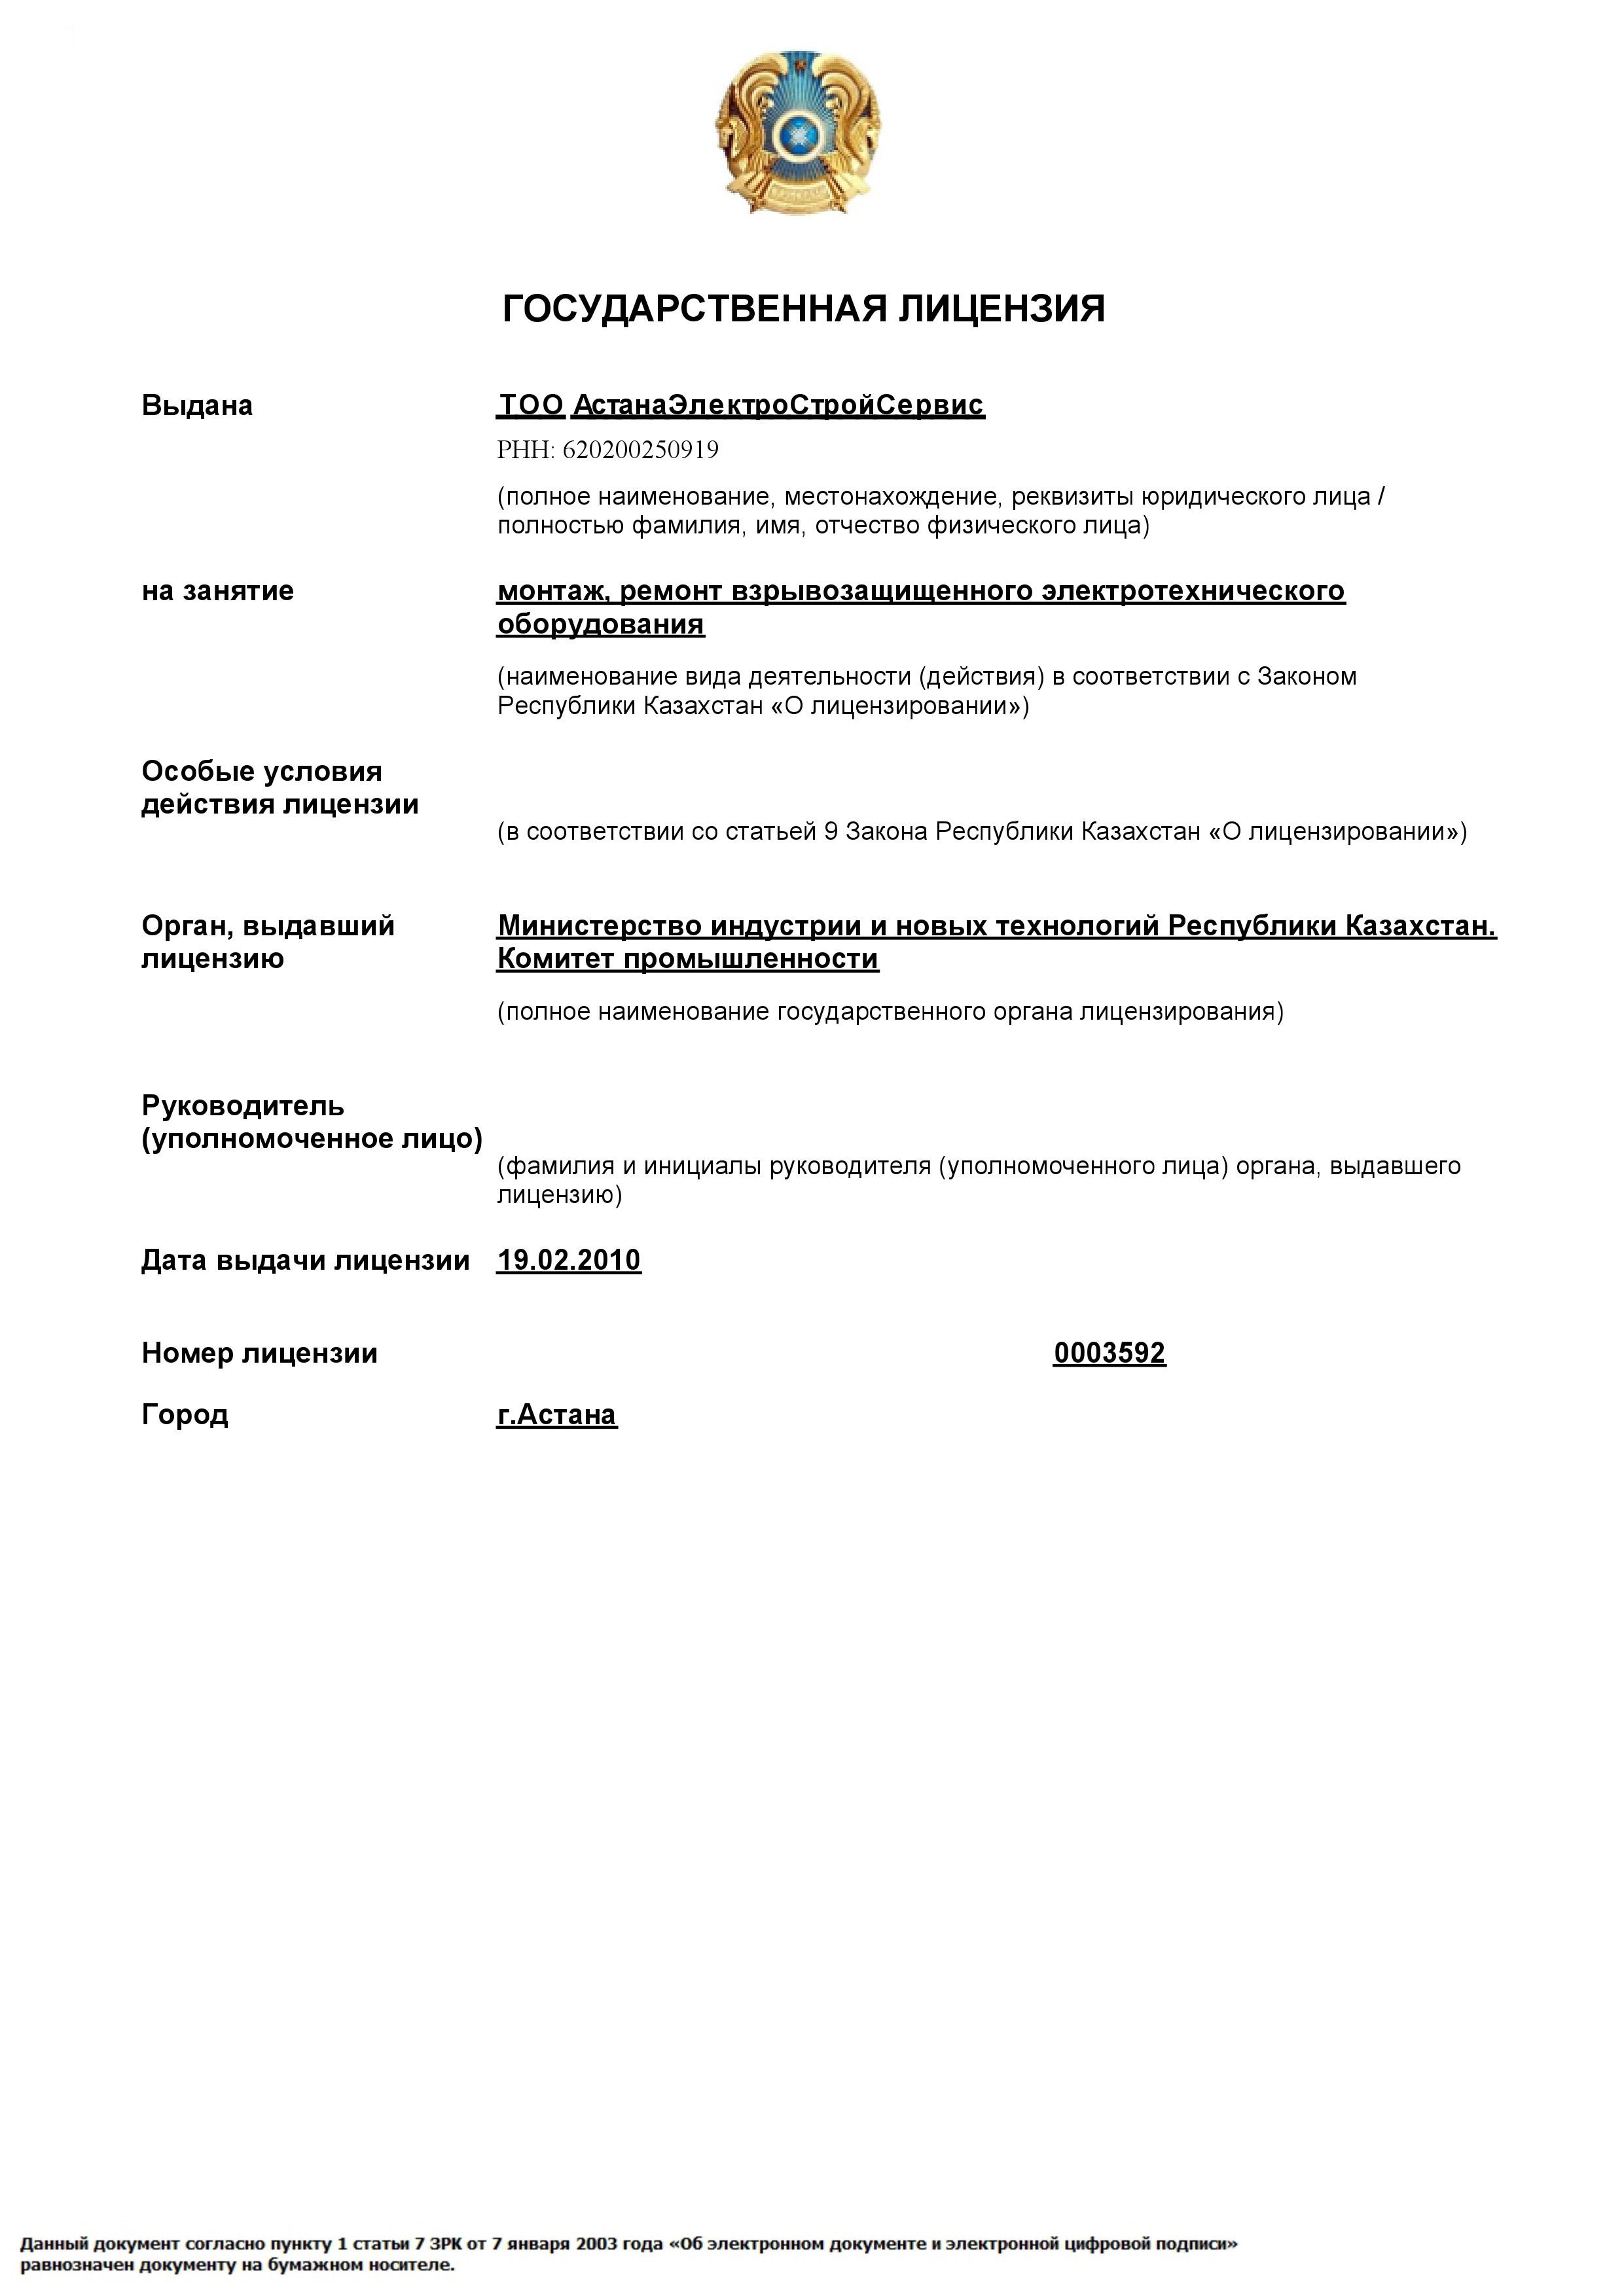 ГОСУДАРСТВЕННАЯ ЛИЦЕНЗИЯ
Выдана ТОО АстанаЭлектроСтройСервис
РНН: 620200250919
(полное наименование, местонахождение, реквизиты юридического лица /
полностью фамилия, имя, отчество физического лица)
на занятие монтаж, ремонт взрывозащищенного электротехнического
оборудования
(наименование вида деятельности (действия) в соответствии с Законом
Республики Казахстан «О лицензировании»)
Особые условия
действия лицензии
(в соответствии со статьей 9 Закона Республики Казахстан «О лицензировании»)
Орган, выдавший Министерство индустрии и новых технологий Республики Казахстан.
лицензию Комитет промышленности
(полное наименование государственного органа лицензирования)
Руководитель
(уполномоченное лицо)
(фамилия и инициалы руководителя (уполномоченного лица) органа, выдавшего
лицензию)
Дата выдачи лицензии 19.02.2010
Номер лицензии 0003592
Город г.Астана
Данный документ согласно пункту 1 статьи 7 ЗРК от 7 января 2003 года «Об электронном документе и электронной цифровой подписи»
равнозначен документу на бумажном носителе.